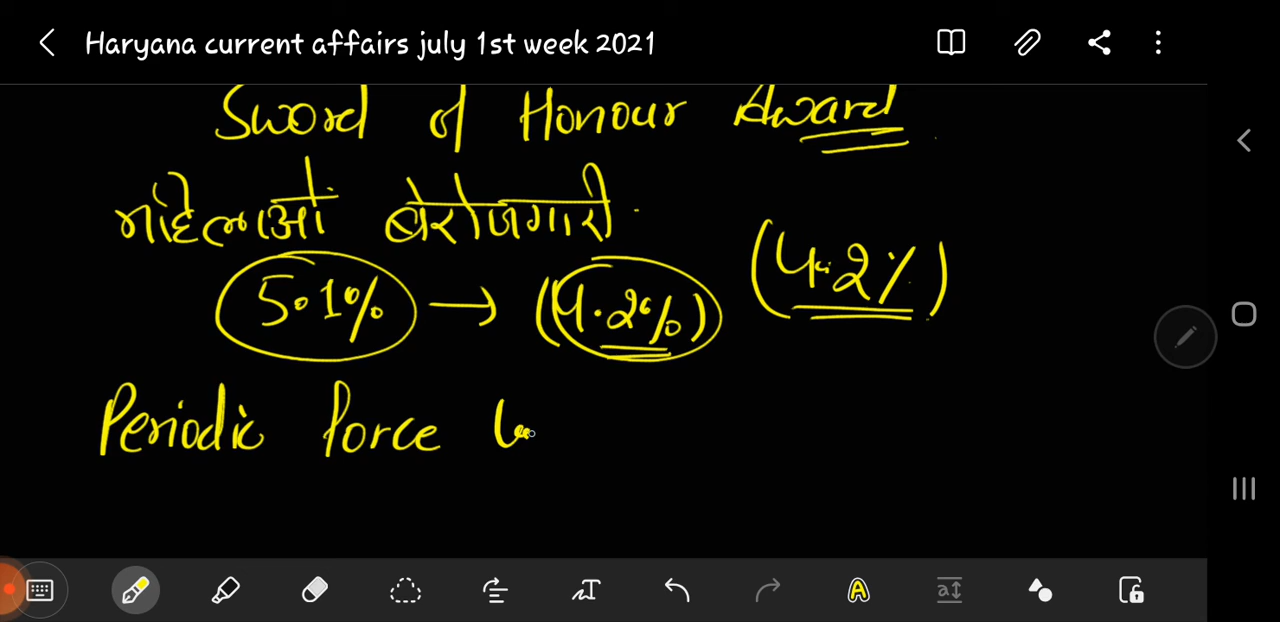 Haryana current affairs july 1st week 2021
Sword of Honour Award
महिलाओं बेरोजगारी
5.1% → (4.2%) (4.2%)
Periodic force